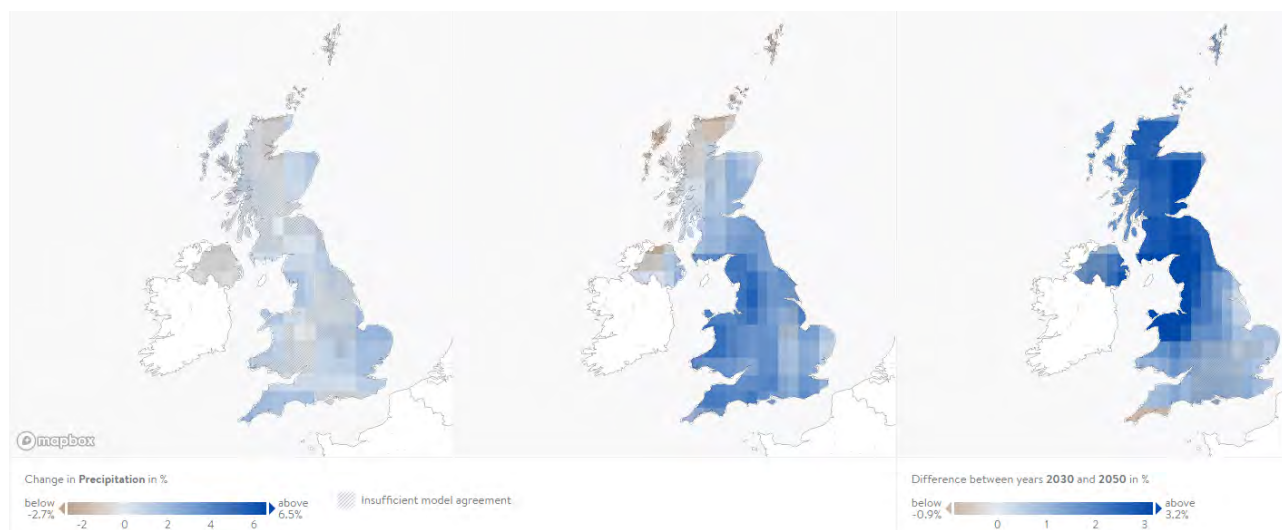 mapbox
Change in Precipitation in %
below
-2.7%
above
6.5%
-2 0 2 4 6
Insufficient model agreement
Difference between years 2030 and 2050 in %
below
-0.9%
above
3.2%
0 1 2 3